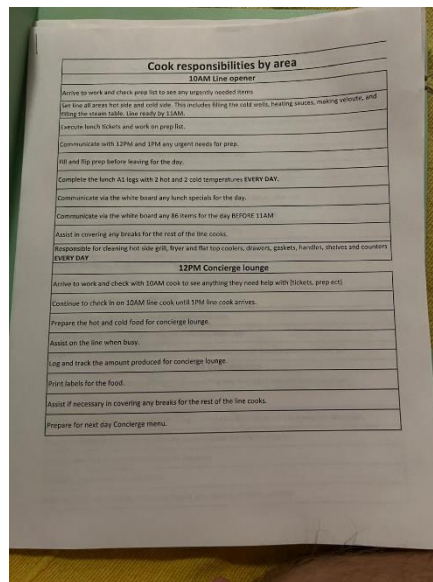 Cook responsibilities by area
10AM Line opener
Arrive to work and check prep list to see any urgently needed items
Set line all areas hot side and cold side. This includes filling the cold wells, heating sauces, making veloute, and
filling the steam table. Line ready by 11AM.
Execute lunch tickets and work on prep list.
Communicate with 12PM and 1PM any urgent needs for prep.
Fill and flip prep before leaving for the day.
Complete the lunch A1 logs with 2 hot and 2 cold temperatures EVERY DAY.
Communicate via the white board any lunch specials for the day.
Communicate via the white board any 86 items for the day BEFORE 11AM
Assist in covering any breaks for the rest of the line cooks.
Responsible for cleaning hot side grill, fryer and flat top coolers, drawers, gaskets, handles, shelves and counters
EVERY DAY
12PM Concierge lounge
Arrive to work and check with 10AM cook to see anything they need help with (tickets, prep ect)
Continue to check in on 10AM line cook until 1PM line cook arrives.
Prepare the hot and cold food for concierge lounge.
Assist on the line when busy.
Log and track the amount produced for concierge lounge.
Print labels for the food.
Assist if necessary in covering any breaks for the rest of the line cooks.
Prepare for next day Concierge menu.